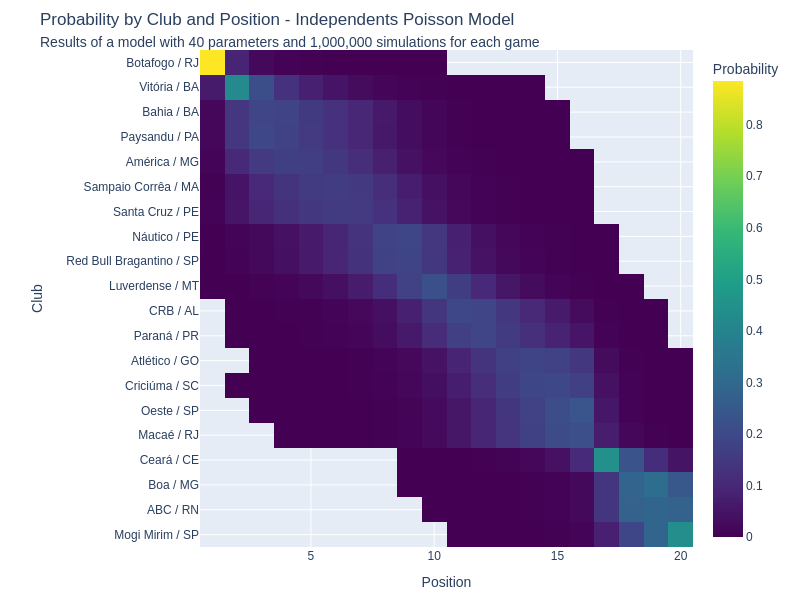 Probability by Club and Position - Independents Poisson Model
Results of a model with 40 parameters and 1,000,000 simulations for each game
Probability
Club
Botafogo / RJ
Vitória / BA
Bahia / BA
Paysandu / PA
América / MG
Sampaio Corrêa / MA
Santa Cruz / PE
Náutico / PE
Red Bull Bragantino / SP
Luverdense / MT
CRB / AL
Paraná / PR
Atlético / GO
Criciúma / SC
Oeste / SP
Macaé / RJ
Ceará / CE
Boa / MG
ABC / RN
Mogi Mirim / SP
0.8
0.7
0.6
0.5
0.4
0.3
0.2
0.1
0
5 10 15 20
Position